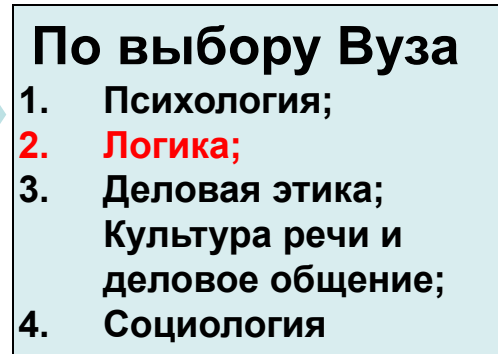 По выбору Вуза
1. Психология;
2. Логика;
3. Деловая этика;
Культура речи и
деловое общение;
4. Социология